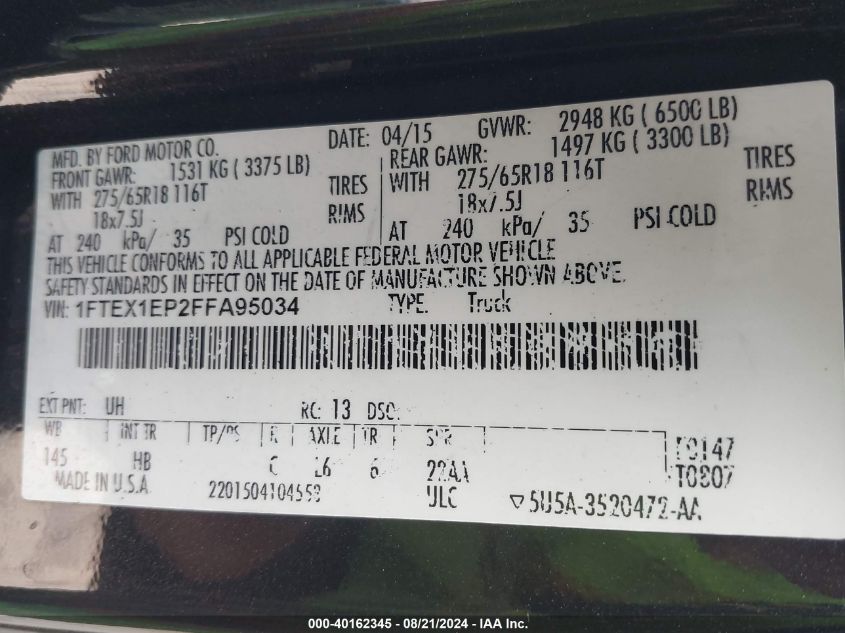 MFD. BY FORD MOTOR CO. DATE: 04/15 GVWR: 2948 KG ( 6500 LB)
FRONT GAWR: 1531 KG ( 3375 LB) REAR GAWR: 1497 KG ( 3300 LB)
WITH 275/65R18 116T TIRES WITH 275/65R18 116T TIRES
18x7.5J RIMS 18x7.5J RIMS
AT 240 kPa/ 35 PSI COLD AT 240 kPa/ 35 PSI COLD
THIS VEHICLE CONFORMS TO ALL APPLICABLE FEDERAL MOTOR VEHICLE
SAFETY STANDARDS IN EFFECT ON THE DATE OF MANUFACTURE SHOWN ABOVE.
VIN: 1FTEX1EP2FFA95034 TYPE: Truck
EXT PNT: UH RC: 13 DSO:
WB INT TR TP/PS R AXLE TR SPR
145 HB C L6 6 22AA
T0807
MADE IN U.S.A. ULC ▽5U5A-3520472-AA
000-40162345 - 08/21/2024 - IAA Inc.